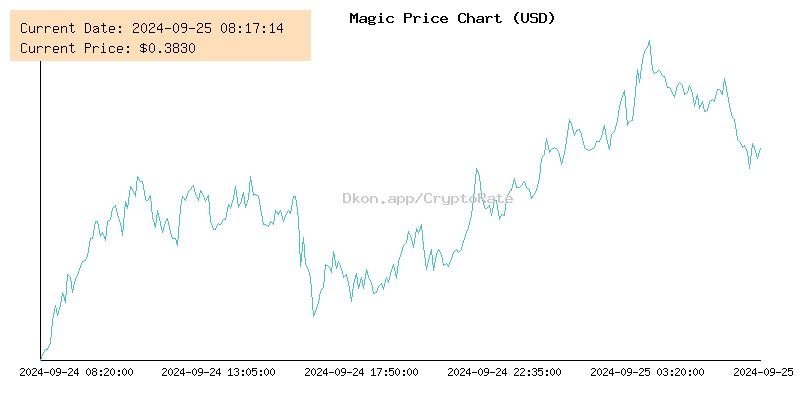 Magic Price Chart (USD)
Current Date: 2024-09-25 08:17:14
Current Price: $0.3830
Dkon.app/CryptoRate
2024-09-24 08:20:00
2024-09-24 13:05:00
2024-09-24 17:50:00
2024-09-24 22:35:00
2024-09-25 03:20:00
2024-09-25